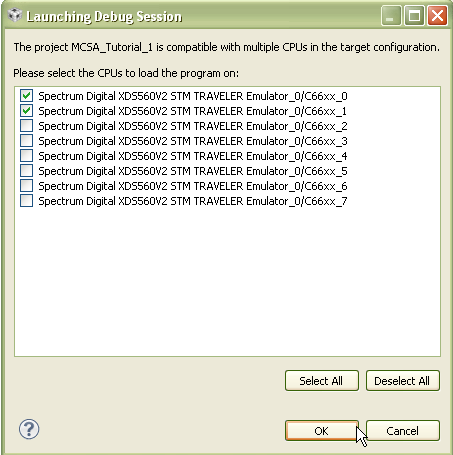 Launching Debug Session
The project MCSA_Tutorial_1 is compatible with multiple CPUs in the target configuration.
Please select the CPUs to load the program on:
Spectrum Digital XDS560V2 STM TRAVELER Emulator_0/C66xx_0
Spectrum Digital XDS560V2 STM TRAVELER Emulator_0/C66xx_1
Spectrum Digital XDS560V2 STM TRAVELER Emulator_0/C66xx_2
Spectrum Digital XDS560V2 STM TRAVELER Emulator_0/C66xx_3
Spectrum Digital XDS560V2 STM TRAVELER Emulator_0/C66xx_4
Spectrum Digital XDS560V2 STM TRAVELER Emulator_0/C66xx_5
Spectrum Digital XDS560V2 STM TRAVELER Emulator_0/C66xx_6
Spectrum Digital XDS560V2 STM TRAVELER Emulator_0/C66xx_7
Select All Deselect All
? OK Cancel